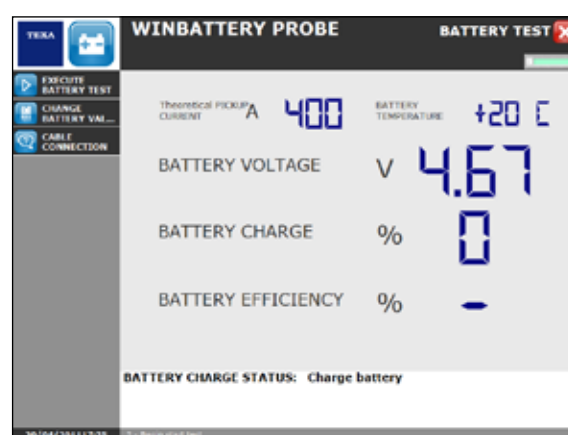 TEXA
WINBATTERY PROBE
BATTERY TEST
EXECUTE
BATTERY TEST
CHANGE
BATTERY VAL...
CABLE
CONNECTION
Theoretical PICKUP
CURRENT
A
400
BATTERY
TEMPERATURE
+20 C
BATTERY VOLTAGE
V
4.67
BATTERY CHARGE
%
0
BATTERY EFFICIENCY
%
-
BATTERY CHARGE STATUS: Charge battery